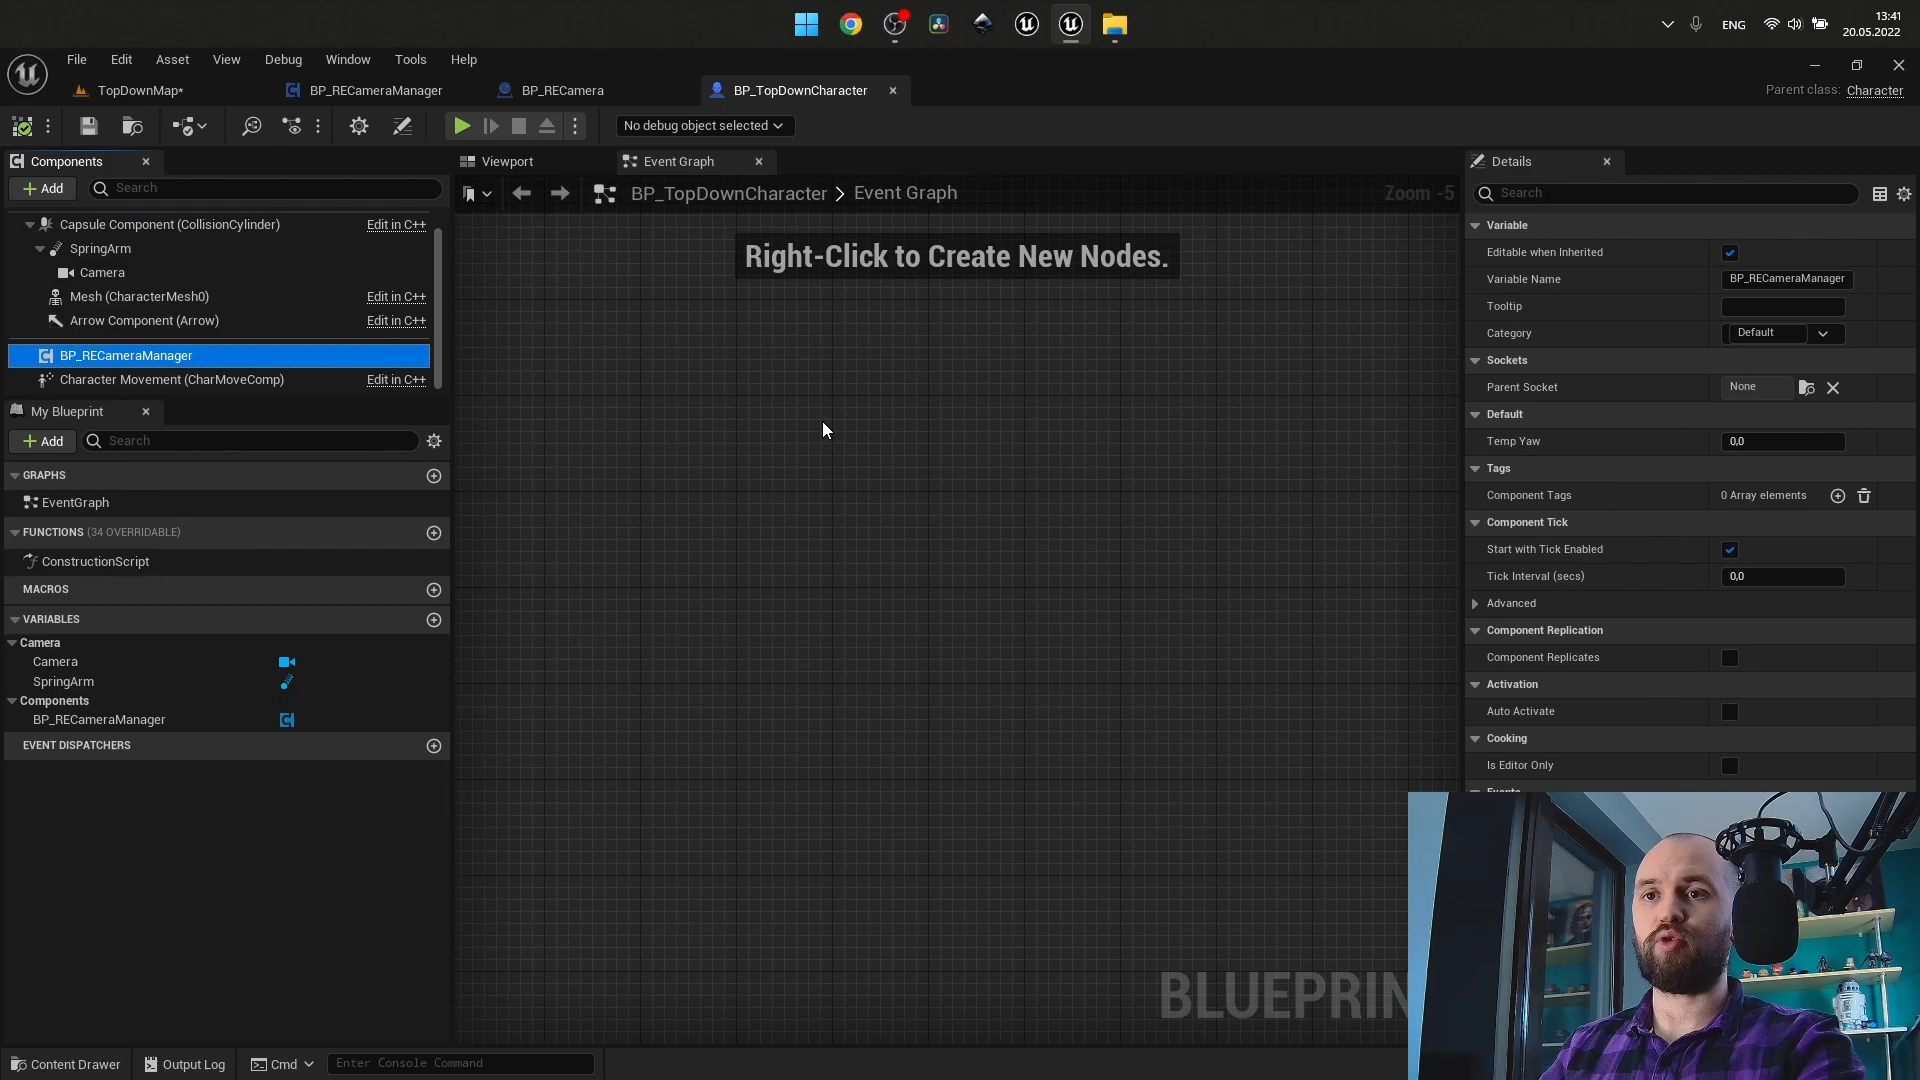 ENG
13:41
20.05.2022
File Edit Asset View Debug Window Tools Help
TopDownMap*
BP_RECameraManager
BP_RECamera
BP_TopDownCharacter
Parent class: Character
No debug object selected
Components
Viewport
Event Graph
Details
Add
Search
BP_TopDownCharacter > Event Graph
Zoom -5
Search
Capsule Component (CollisionCylinder) Edit in C++
SpringArm
Camera
Mesh (CharacterMesh0) Edit in C++
Arrow Component (Arrow) Edit in C++
BP_RECameraManager
Character Movement (CharMoveComp) Edit in C++
My Blueprint
Add
Search
GRAPHS
EventGraph
FUNCTIONS (34 OVERRIDABLE)
ConstructionScript
MACROS
VARIABLES
Camera
Camera
SpringArm
Components
BP_RECameraManager
EVENT DISPATCHERS
Right-Click to Create New Nodes.
BLUEPRIN
Variable
Editable when Inherited
Variable Name BP_RECameraManager
Tooltip
Category Default
Sockets
Parent Socket None
Default
Temp Yaw 0,0
Tags
Component Tags 0 Array elements
Component Tick
Start with Tick Enabled
Tick Interval (secs) 0,0
Advanced
Component Replication
Component Replicates
Activation
Auto Activate
Cooking
Is Editor Only
Events
Content Drawer
Output Log
Cmd
Enter Console Command